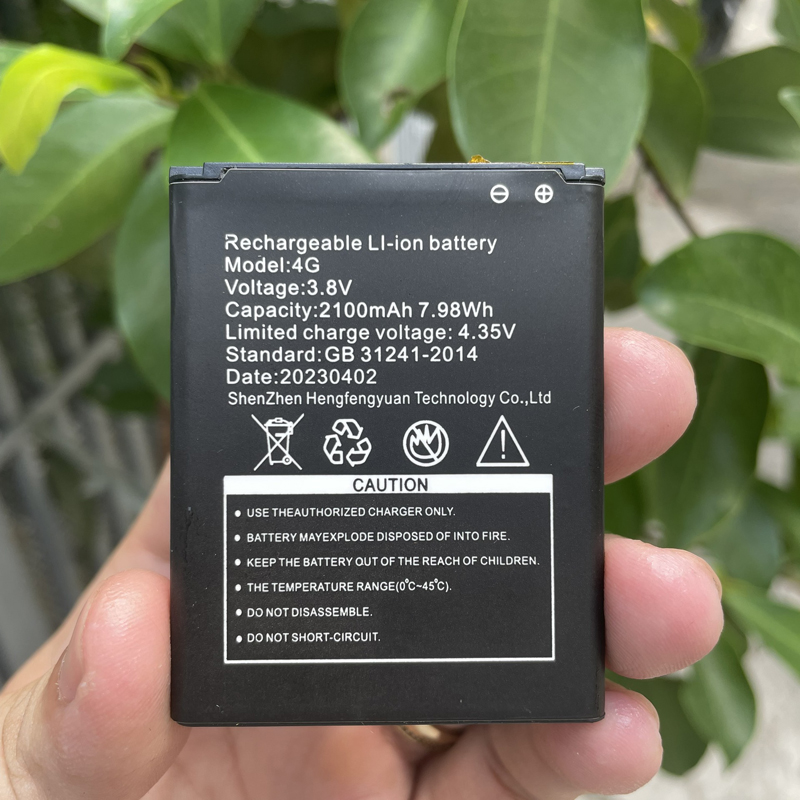 ⊖ ⊕
Rechargeable LI-ion battery
Model:4G
Voltage:3.8V
Capacity:2100mAh 7.98Wh
Limited charge voltage: 4.35V
Standard:GB 31241-2014
Date:20230402
ShenZhen Hengfengyuan Technology Co.,Ltd
CAUTION
• USE THEAUTHORIZED CHARGER ONLY.
• BATTERY MAYEXPLODE DISPOSED OF INTO FIRE.
• KEEP THE BATTERY OUT OF THE REACH OF CHILDREN.
• THE TEMPERATURE RANGE(0°C~45°C).
• DO NOT DISASSEMBLE.
• DO NOT SHORT-CIRCUIT.